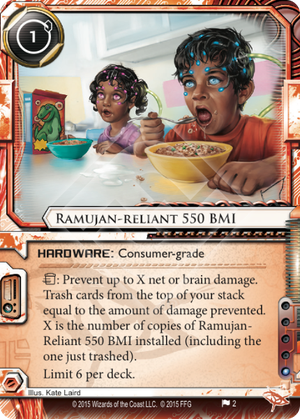 1
RAMUJAN-RELIANT 550 BMI
HARDWARE: Consumer-grade
: Prevent up to X net or brain damage.
Trash cards from the top of your stack
equal to the amount of damage prevented.
X is the number of copies of Ramujan-
Reliant 550 BMI installed (including the
one just trashed).
Limit 6 per deck.
Illus. Kate Laird
© 2015 Wizards of the Coast LLC. © 2015 FFG
2